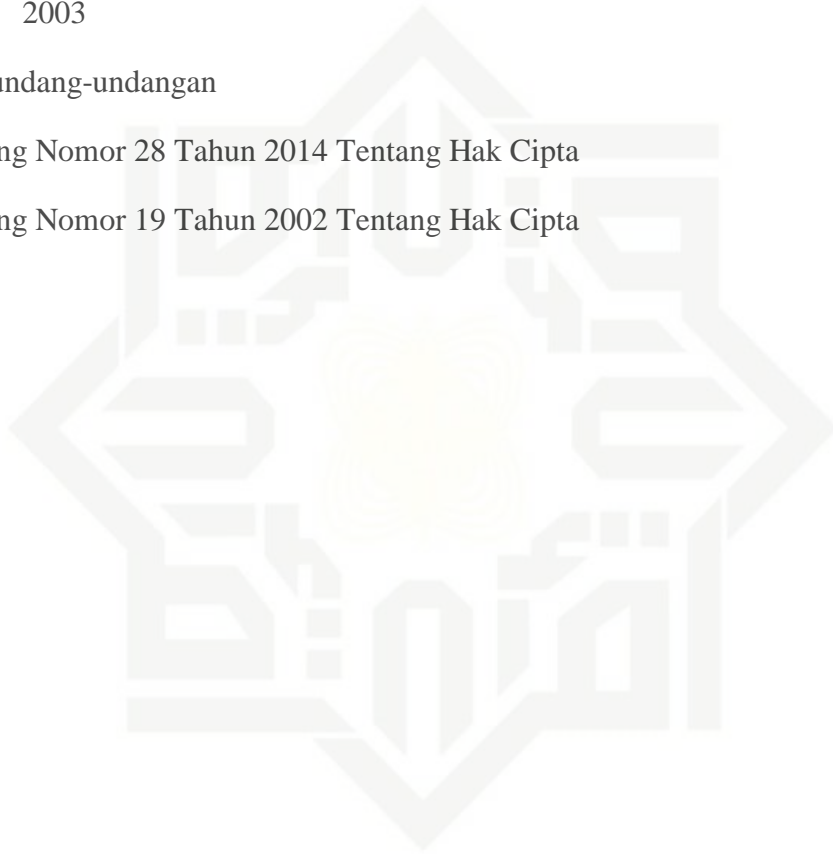 2003
undang-undangan
ng Nomor 28 Tahun 2014 Tentang Hak Cipta
ng Nomor 19 Tahun 2002 Tentang Hak Cipta